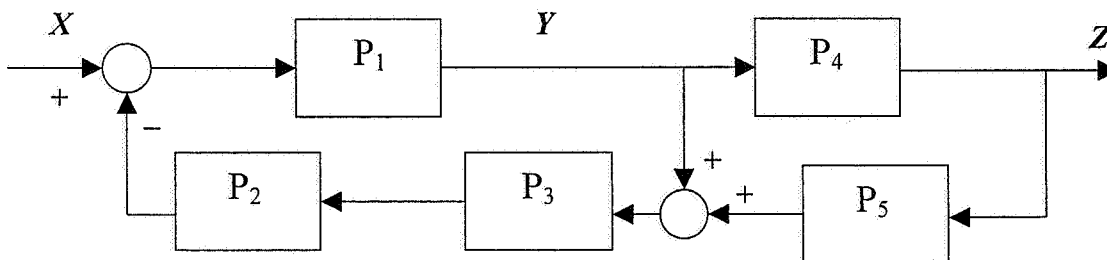 X Y Z
P₁ P₄
+
−
+
P₂ P₃ + P₅